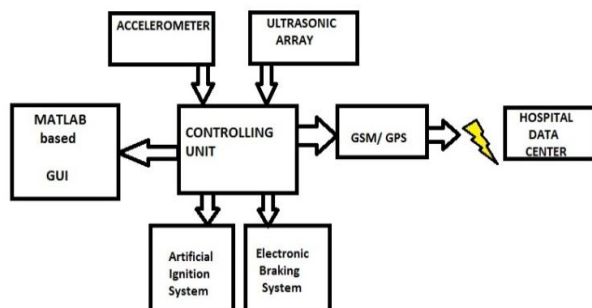 ACCELEROMETER
ULTRASONIC
ARRAY
MATLAB
based
GUI
CONTROLLING
UNIT
GSM/ GPS
HOSPITAL
DATA
CENTER
Artificial
Ignition
System
Electronic
Braking
System